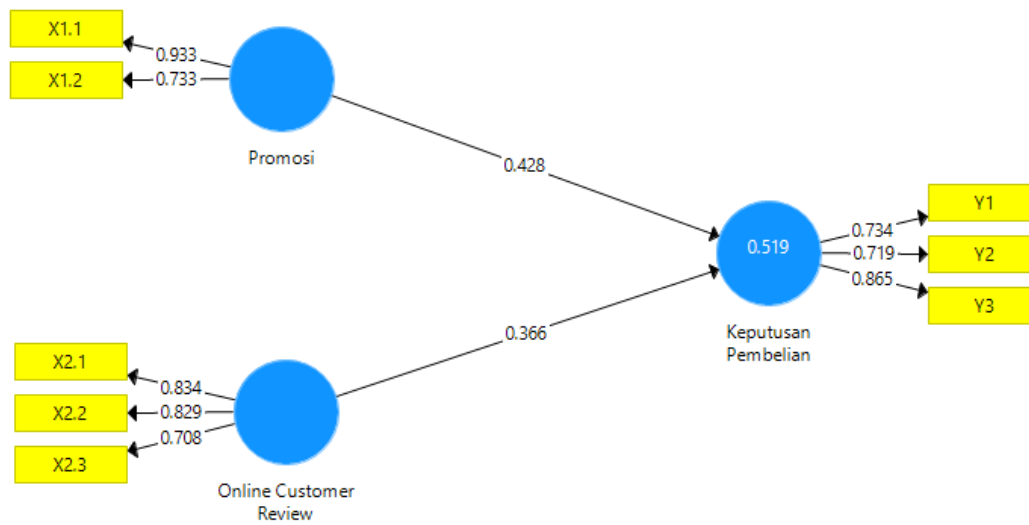 X1.1
0.933
X1.2
0.733
Promosi
0.428
0.519
Y1
0.734
Y2
0.719
Y3
0.865
Keputusan
Pembelian
0.366
X2.1
0.834
X2.2
0.829
X2.3
0.708
Online Customer
Review